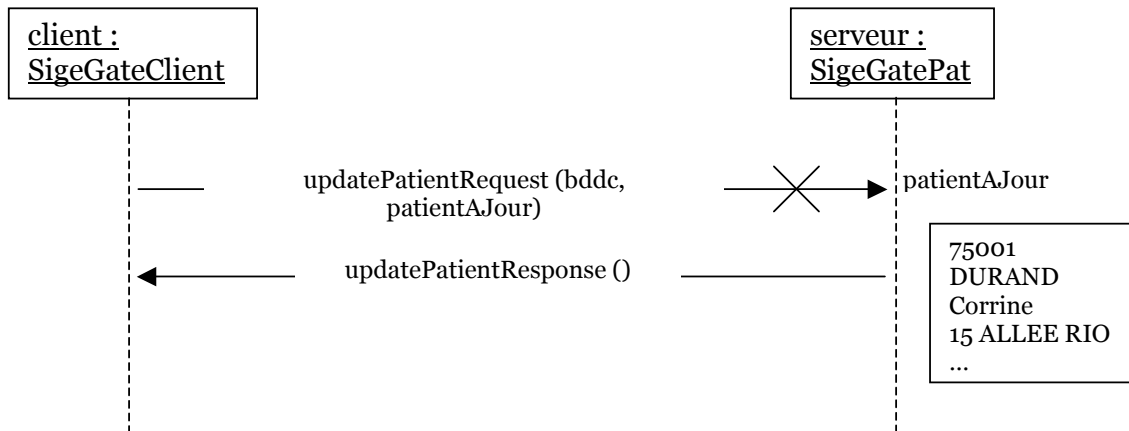 client :
SigeGateClient
serveur :
SigeGatePat
updatePatientRequest (bddc,
patientAJour)
patientAJour
updatePatientResponse ()
75001
DURAND
Corrine
15 ALLEE RIO
...